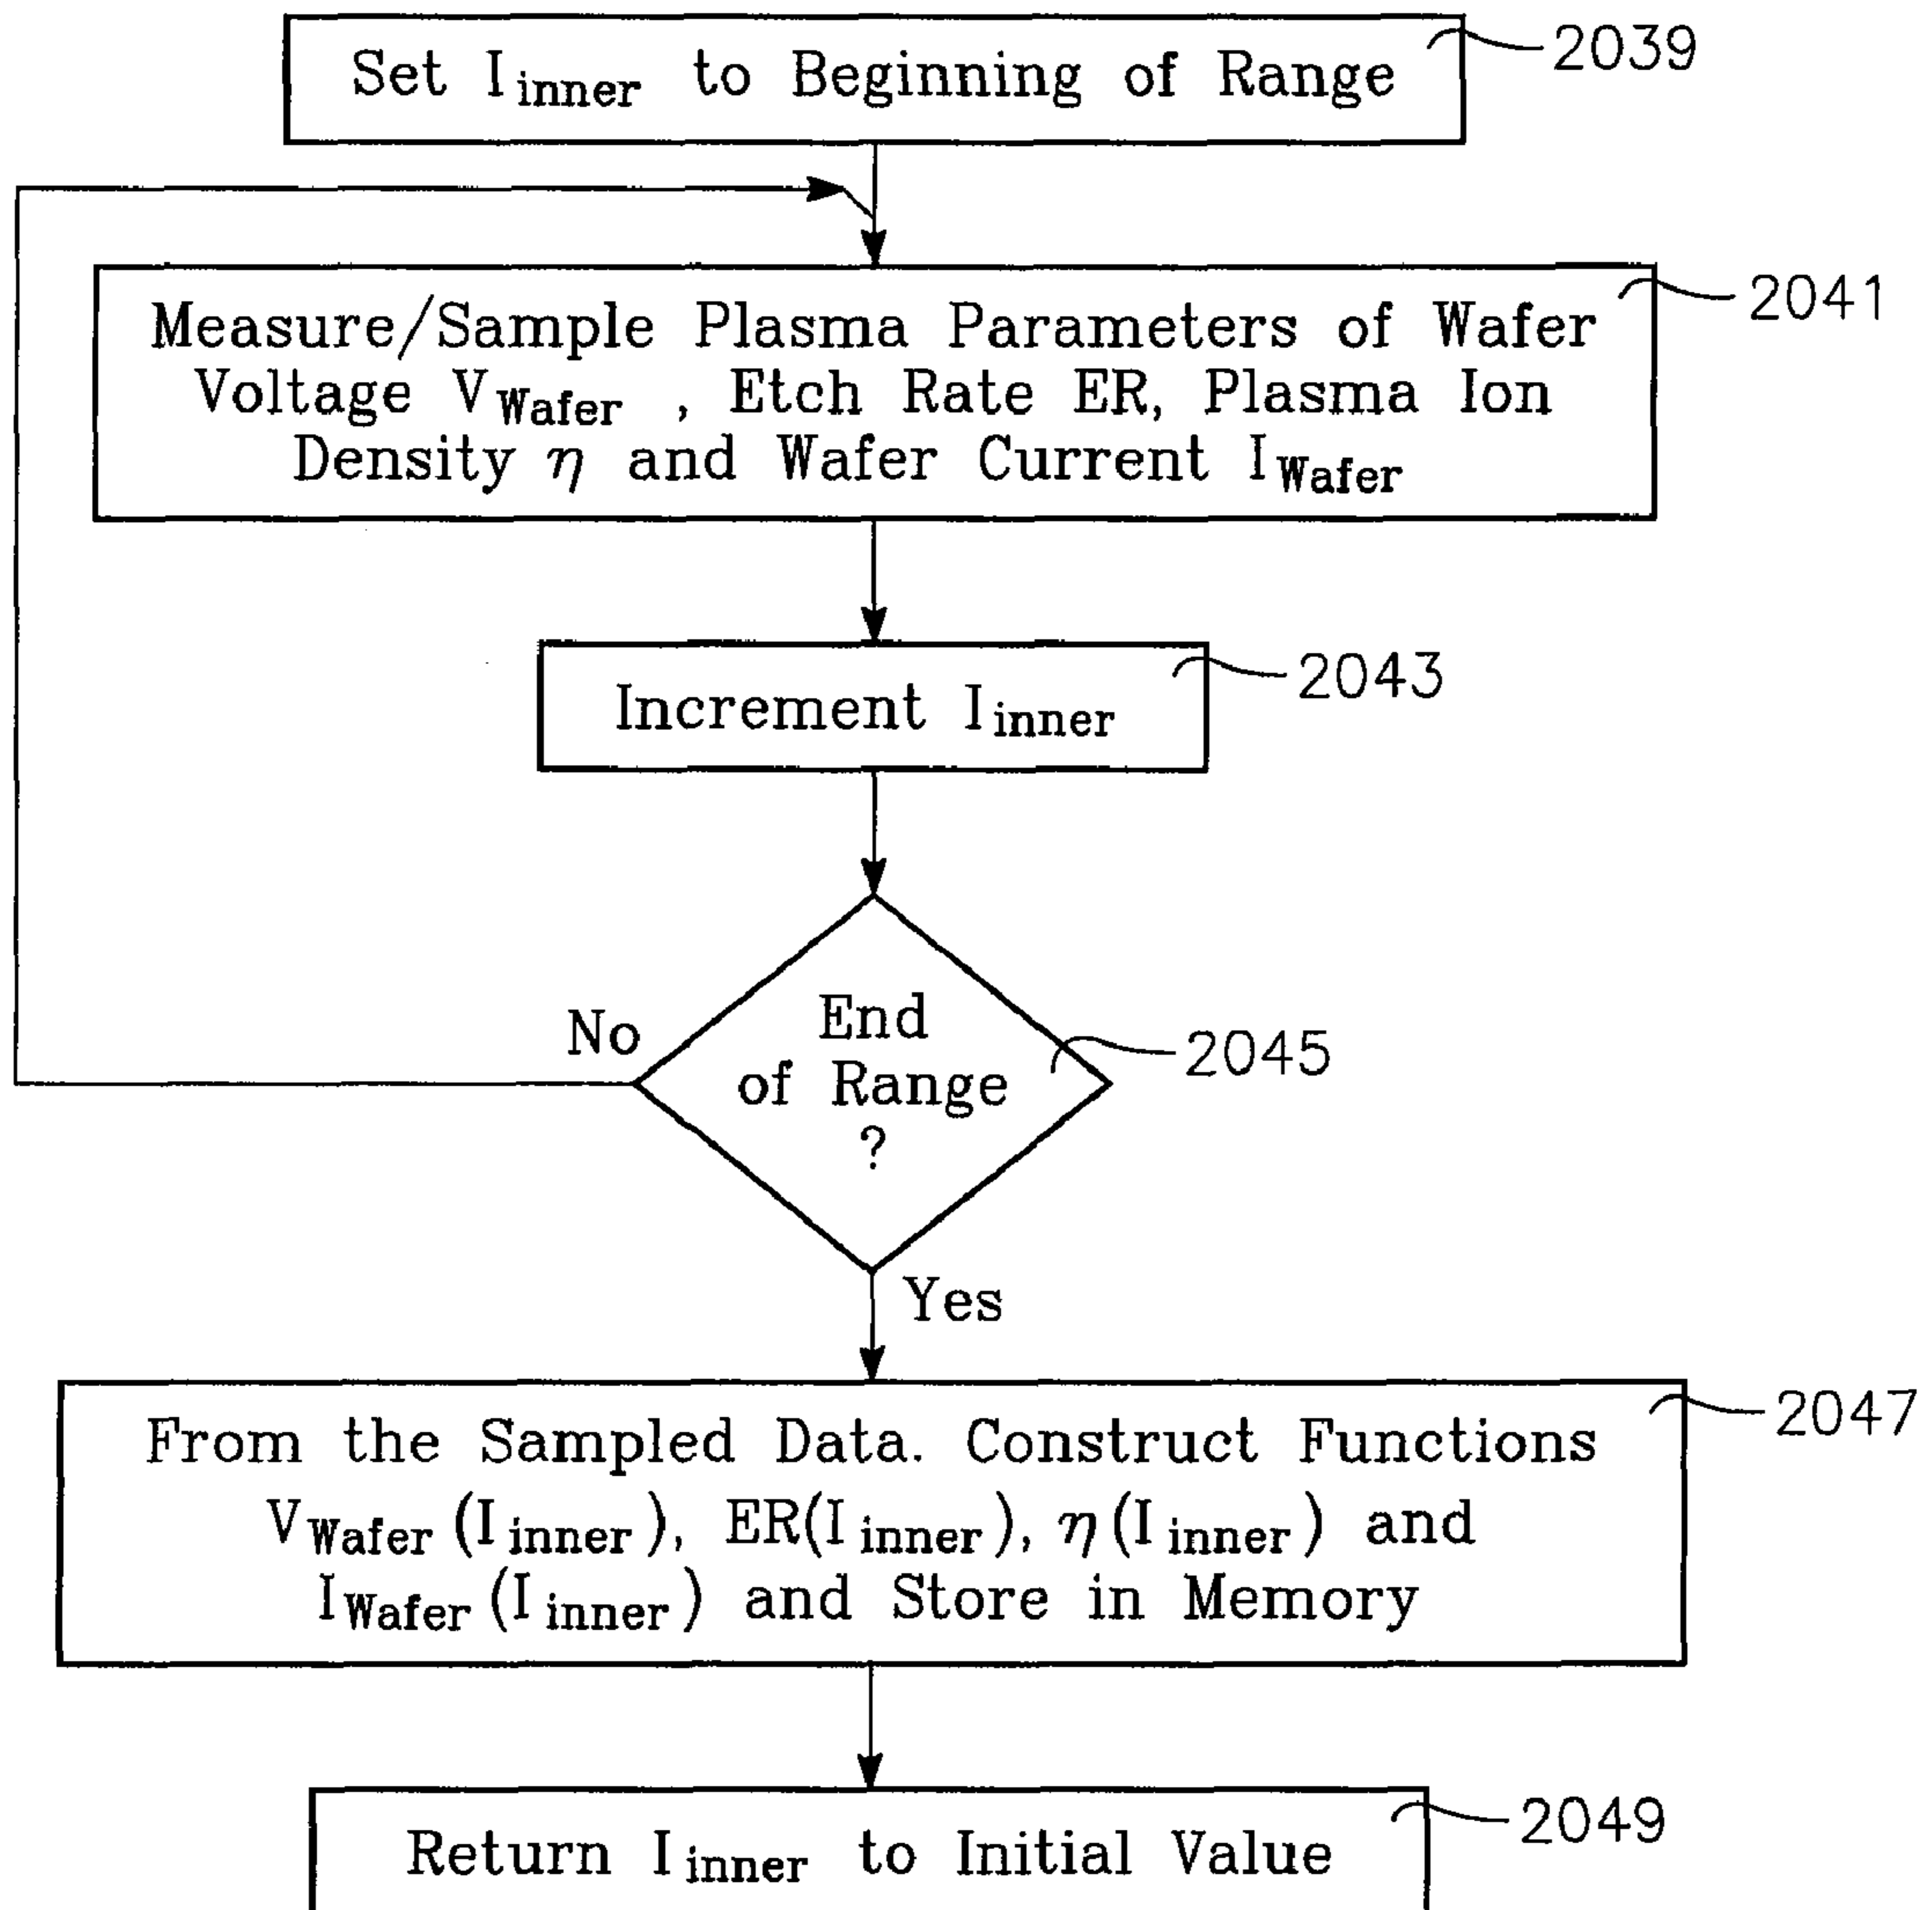 Set I inner to Beginning of Range
2039
Measure/Sample Plasma Parameters of Wafer
Voltage V Wafer , Etch Rate ER, Plasma Ion
Density η and Wafer Current I Wafer
2041
Increment I inner
2043
End
of Range
?
2045
No
Yes
From the Sampled Data. Construct Functions
V Wafer (I inner), ER(I inner), η(I inner) and
I Wafer (I inner) and Store in Memory
2047
Return I inner to Initial Value
2049